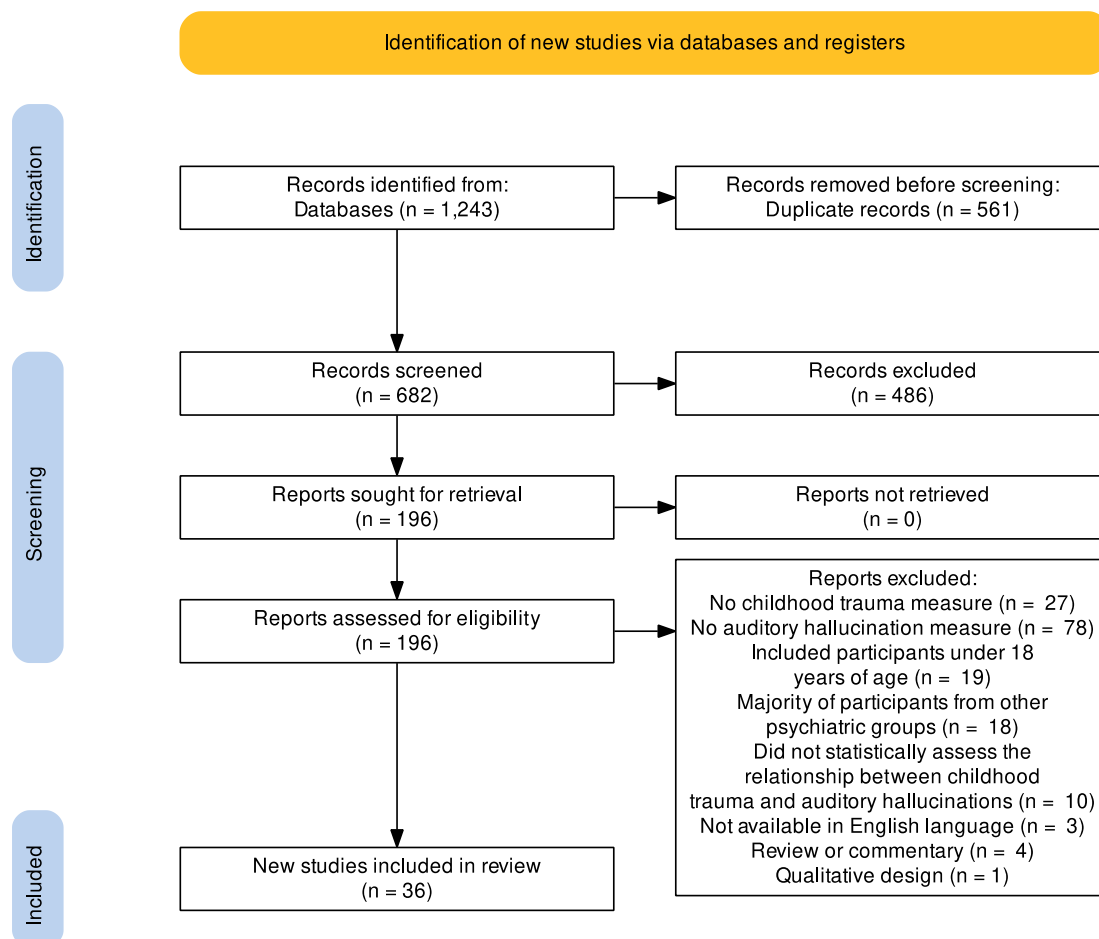 Identification of new studies via databases and registers
Identification
Records identified from:
Databases (n = 1,243)
Records removed before screening:
Duplicate records (n = 561)
Screening
Records screened
(n = 682)
Records excluded
(n = 486)
Reports sought for retrieval
(n = 196)
Reports not retrieved
(n = 0)
Reports assessed for eligibility
(n = 196)
Reports excluded:
No childhood trauma measure (n = 27)
No auditory hallucination measure (n = 78)
Included participants under 18
years of age (n = 19)
Majority of participants from other
psychiatric groups (n = 18)
Did not statistically assess the
relationship between childhood
trauma and auditory hallucinations (n = 10)
Not available in English language (n = 3)
Review or commentary (n = 4)
Qualitative design (n = 1)
Included
New studies included in review
(n = 36)